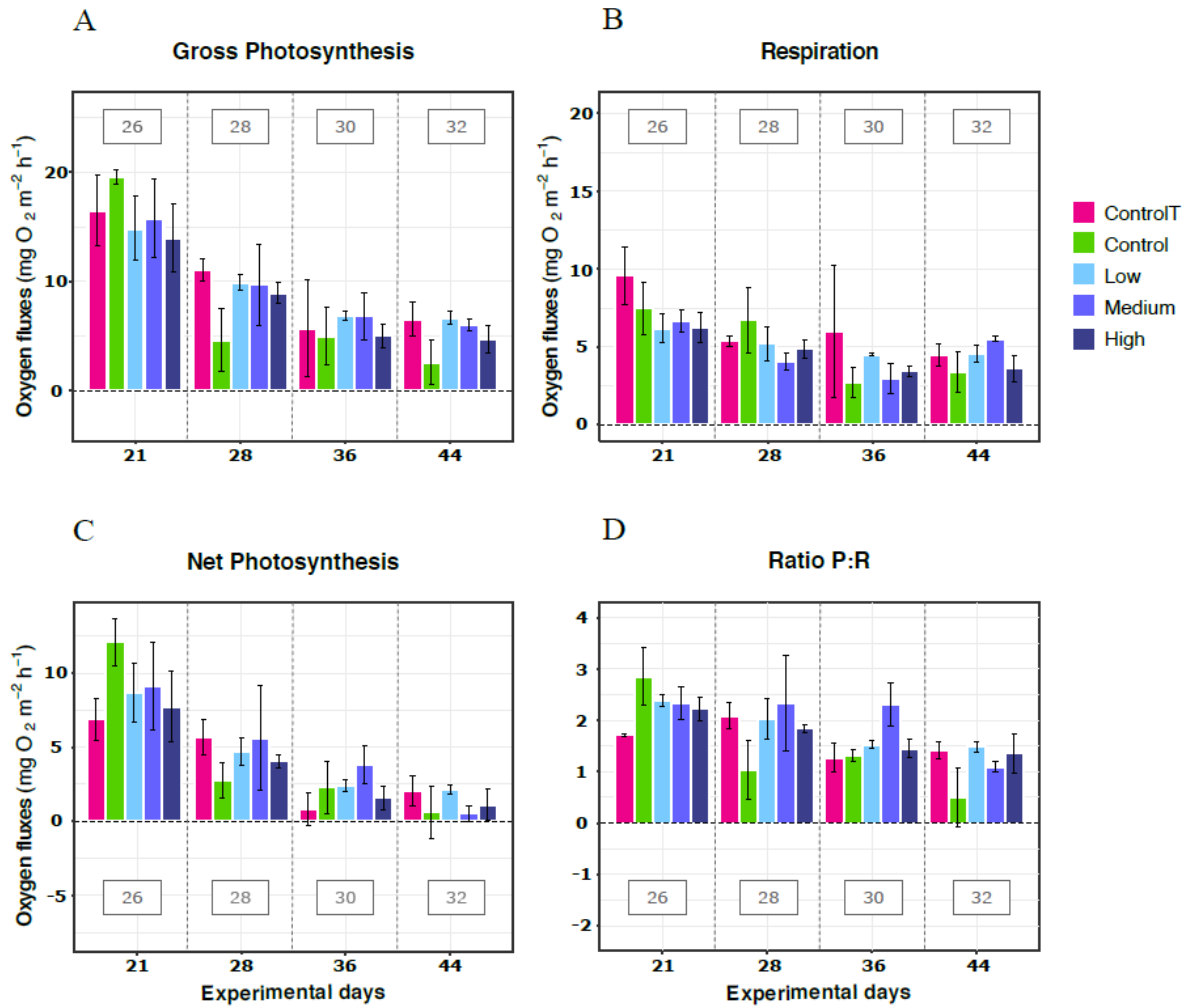 A
Gross Photosynthesis
Oxygen fluxes (mg O 2 m−2 h−1)
20
10
0
26
28
30
32
21
28
36
44
B
Respiration
Oxygen fluxes (mg O 2 m−2 h−1)
20
15
10
5
0
26
28
30
32
21
28
36
44
ControlT
Control
Low
Medium
High
C
Net Photosynthesis
Oxygen fluxes (mg O 2 m−2 h−1)
10
5
0
−5
26
28
30
32
21
28
36
44
Experimental days
D
Ratio P:R
4
3
2
1
0
-1
-2
26
28
30
32
21
28
36
44
Experimental days